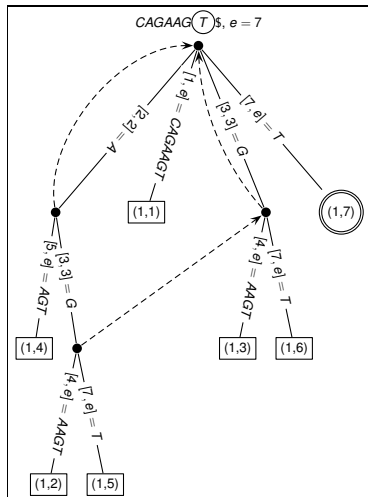 CAGAAGT$, e = 7
[2, 2] = A
[1, e] = CAGAAGT
[3, 3] = G
[7, e] = T
(1,1)
(1,7)
[5, e] = AGT
[3, 3] = G
[4, e] = AAGT
[7, e] = T
(1,4)
(1,3)
(1,6)
[4, e] = AAGT
[7, e] = T
(1,2)
(1,5)